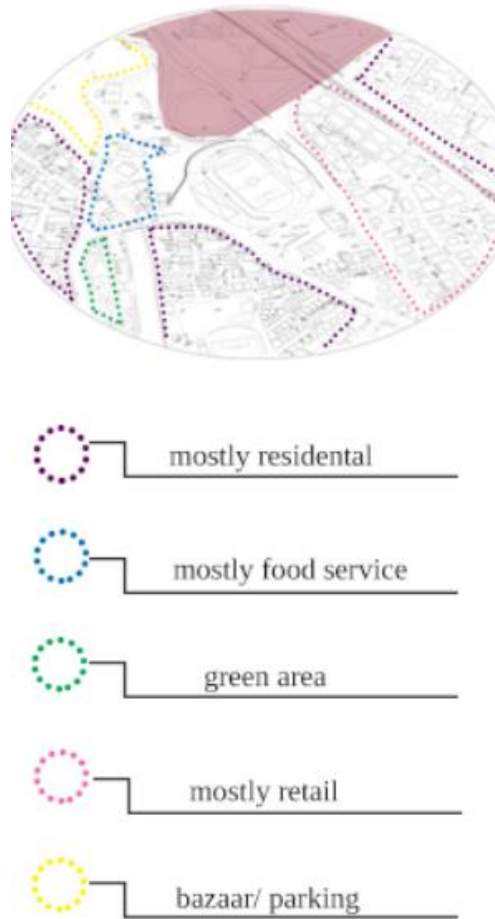 mostly residental
mostly food service
green area
mostly retail
bazaar/ parking